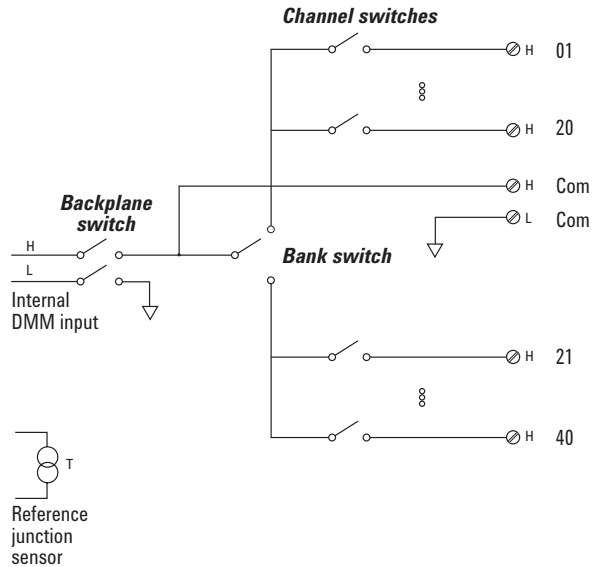 Channel switches
H 01
H 20
H Com
L Com
Backplane
switch
H
L
Internal
DMM input
Bank switch
H 21
H 40
T
Reference
junction
sensor